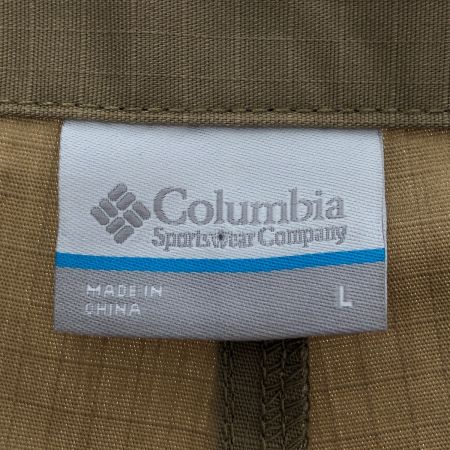 Columbia
Sportswear Company
MADE IN
CHINA
L